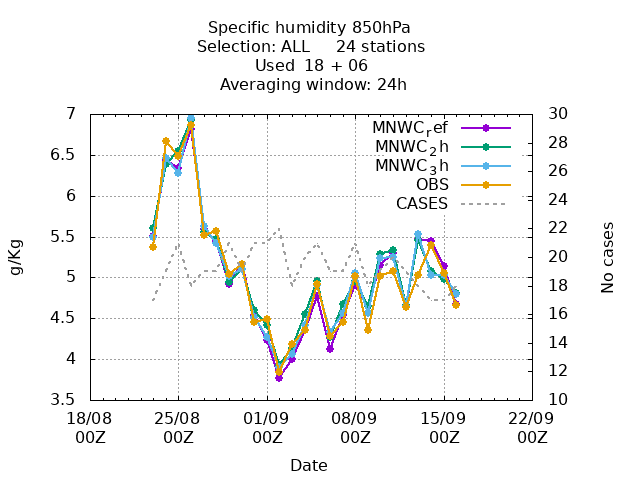 Specific humidity 850hPa
Selection: ALL 24 stations
Used 18 + 06
Averaging window: 24h
7
6.5
6
5.5
5
4.5
4
3.5
g/Kg
30
28
26
24
22
20
18
16
14
12
10
No cases
MNWCref
MNWC2h
MNWC3h
OBS
CASES
18/08 25/08 01/09 08/09 15/09 22/09
00Z 00Z 00Z 00Z 00Z 00Z
Date